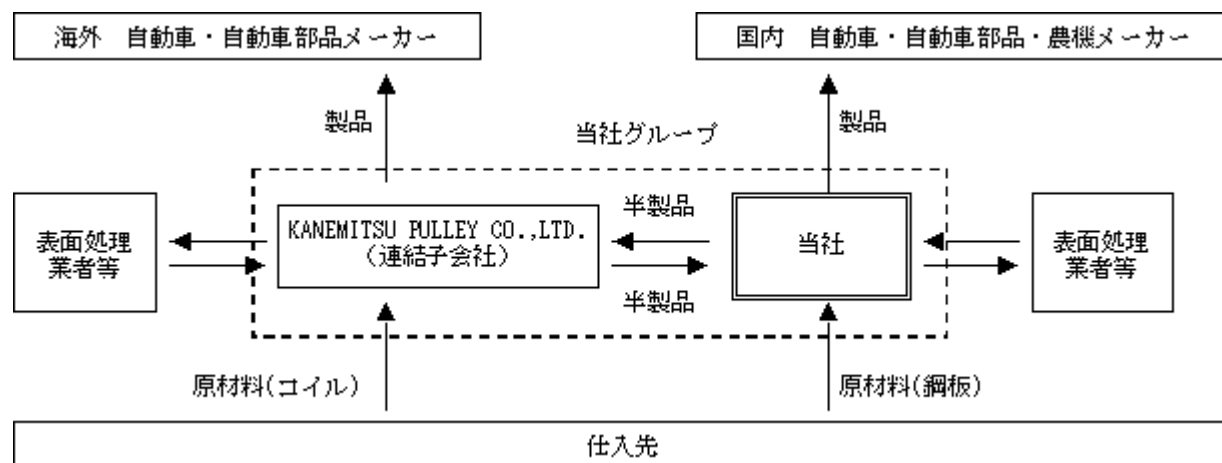 海外　自動車・自動車部品メーカー
国内　自動車・自動車部品・農機メーカー
製品
製品
当社グループ
表面処理
業者等
KANEMITSU PULLEY CO.,LTD.
（連結子会社）
半製品
半製品
当社
表面処理
業者等
原材料(コイル)
原材料(鋼板)
仕入先